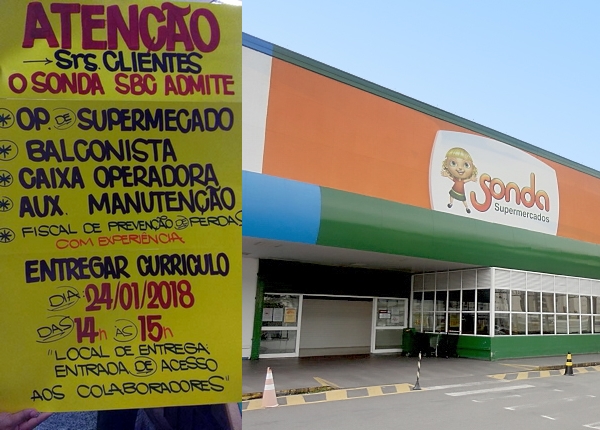 ATENÇÃO
→ Srs. CLIENTES
O SONDA SBC ADMITE
* OP. DE SUPERMECADO
* BALCONISTA
* CAIXA OPERADORA
* AUX. MANUTENÇÃO
* FISCAL DE PREVENÇÃO DE PERDAS
COM EXPERIÊNCIA
ENTREGAR CURRICULO
DIA 24/01/2018
DAS 14h ÀS 15h
"LOCAL DE ENTREGA:
ENTRADA DE ACESSO
AOS COLABORADORES"
sonda
Supermercados